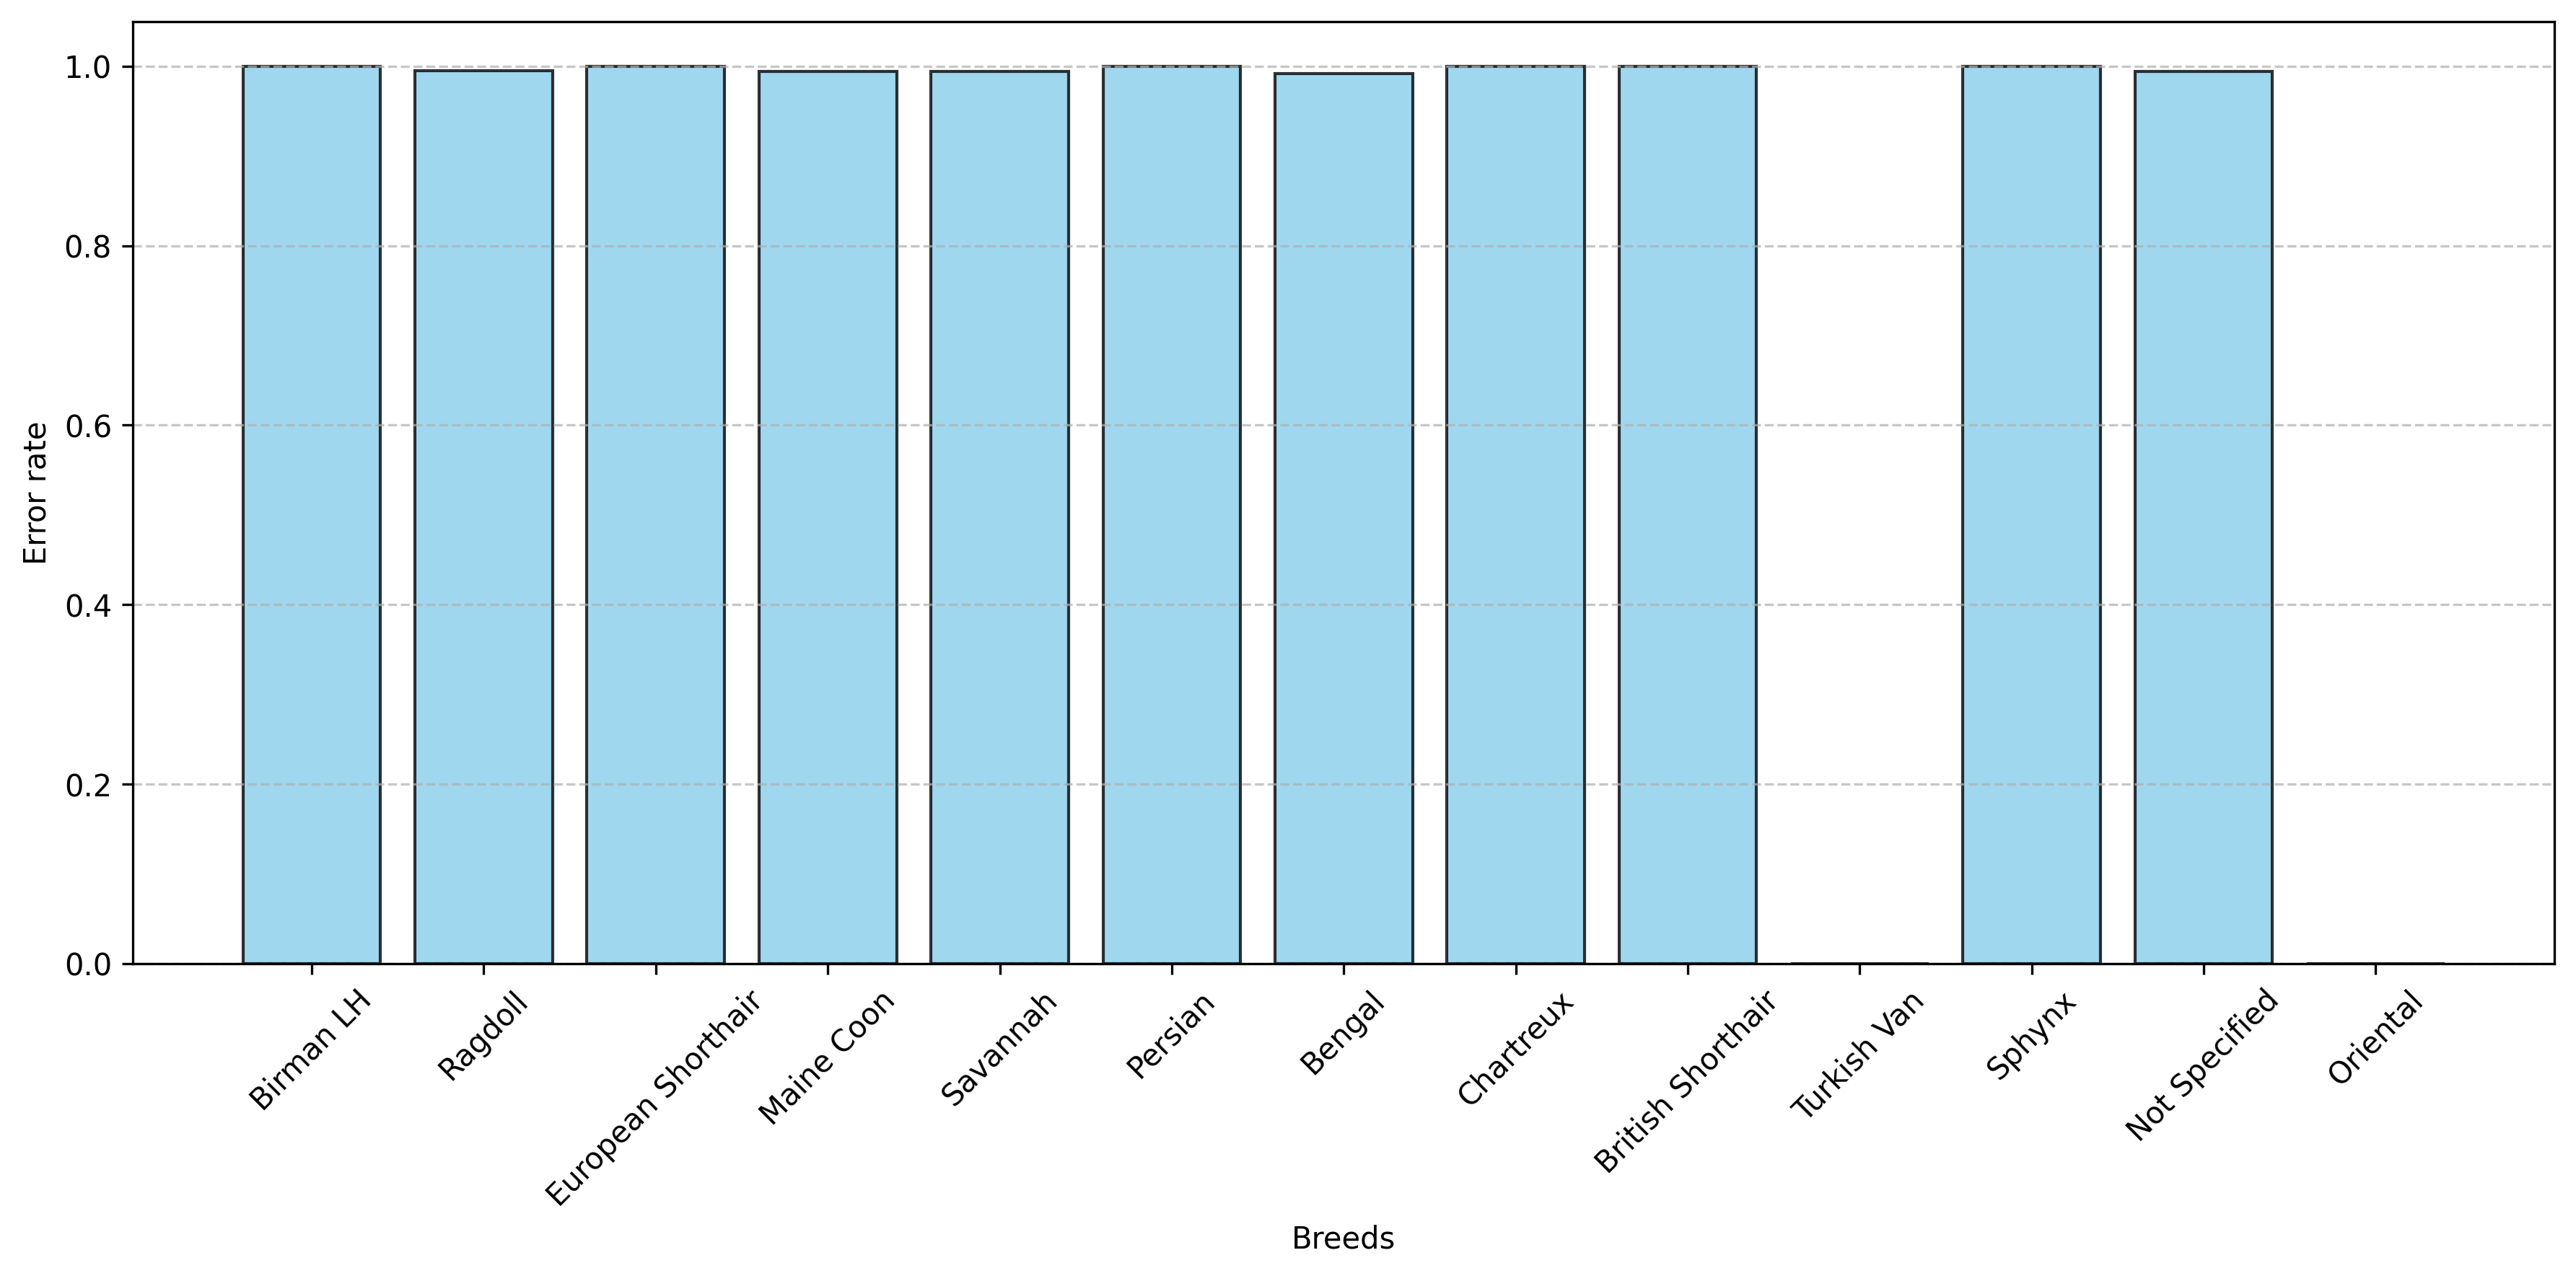 1.0
0.8
0.6
0.4
0.2
0.0
Error rate
Birman LH
Ragdoll
European Shorthair
Maine Coon
Savannah
Persian
Bengal
Chartreux
British Shorthair
Turkish Van
Sphynx
Not Specified
Oriental
Breeds